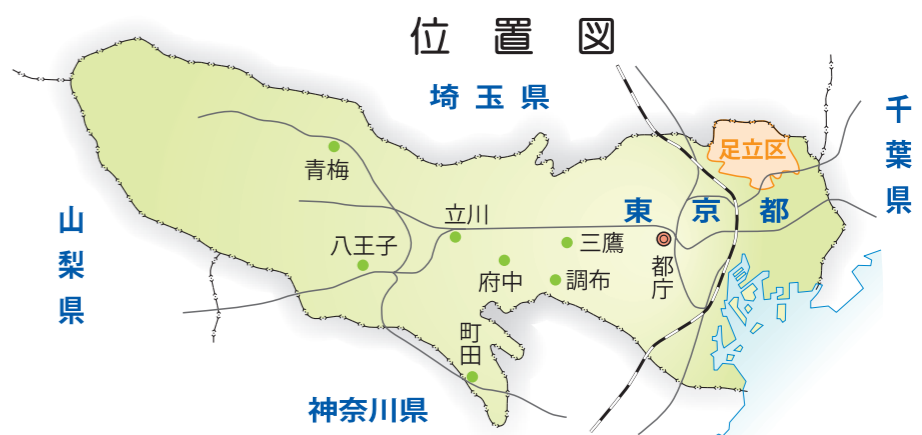 位置図
埼玉県
千葉県
足立区
青梅
山梨県
立川
東京都
八王子
三鷹
都庁
府中
調布
町田
神奈川県